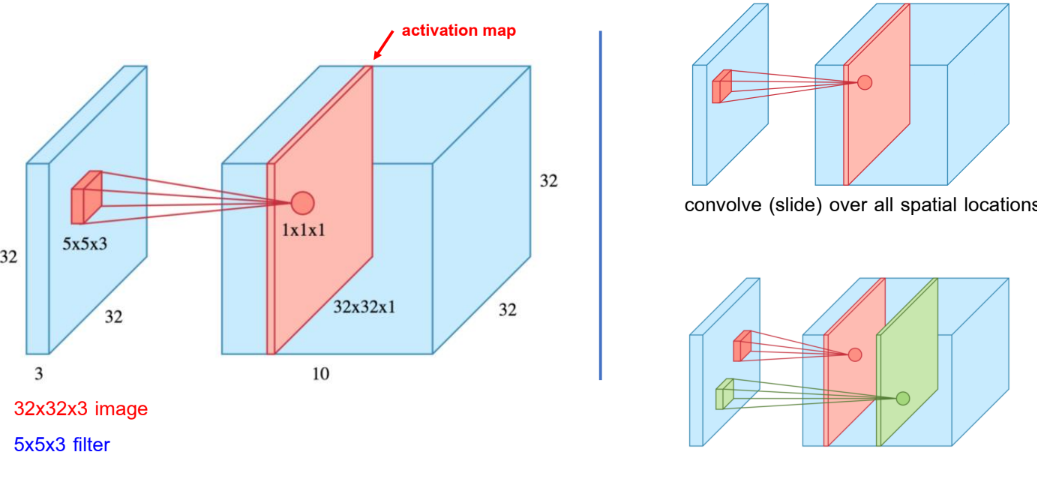 activation map
32
5x5x3
1x1x1
32
32
32x32x1
32
3
10
32x32x3 image
5x5x3 filter
convolve (slide) over all spatial locations